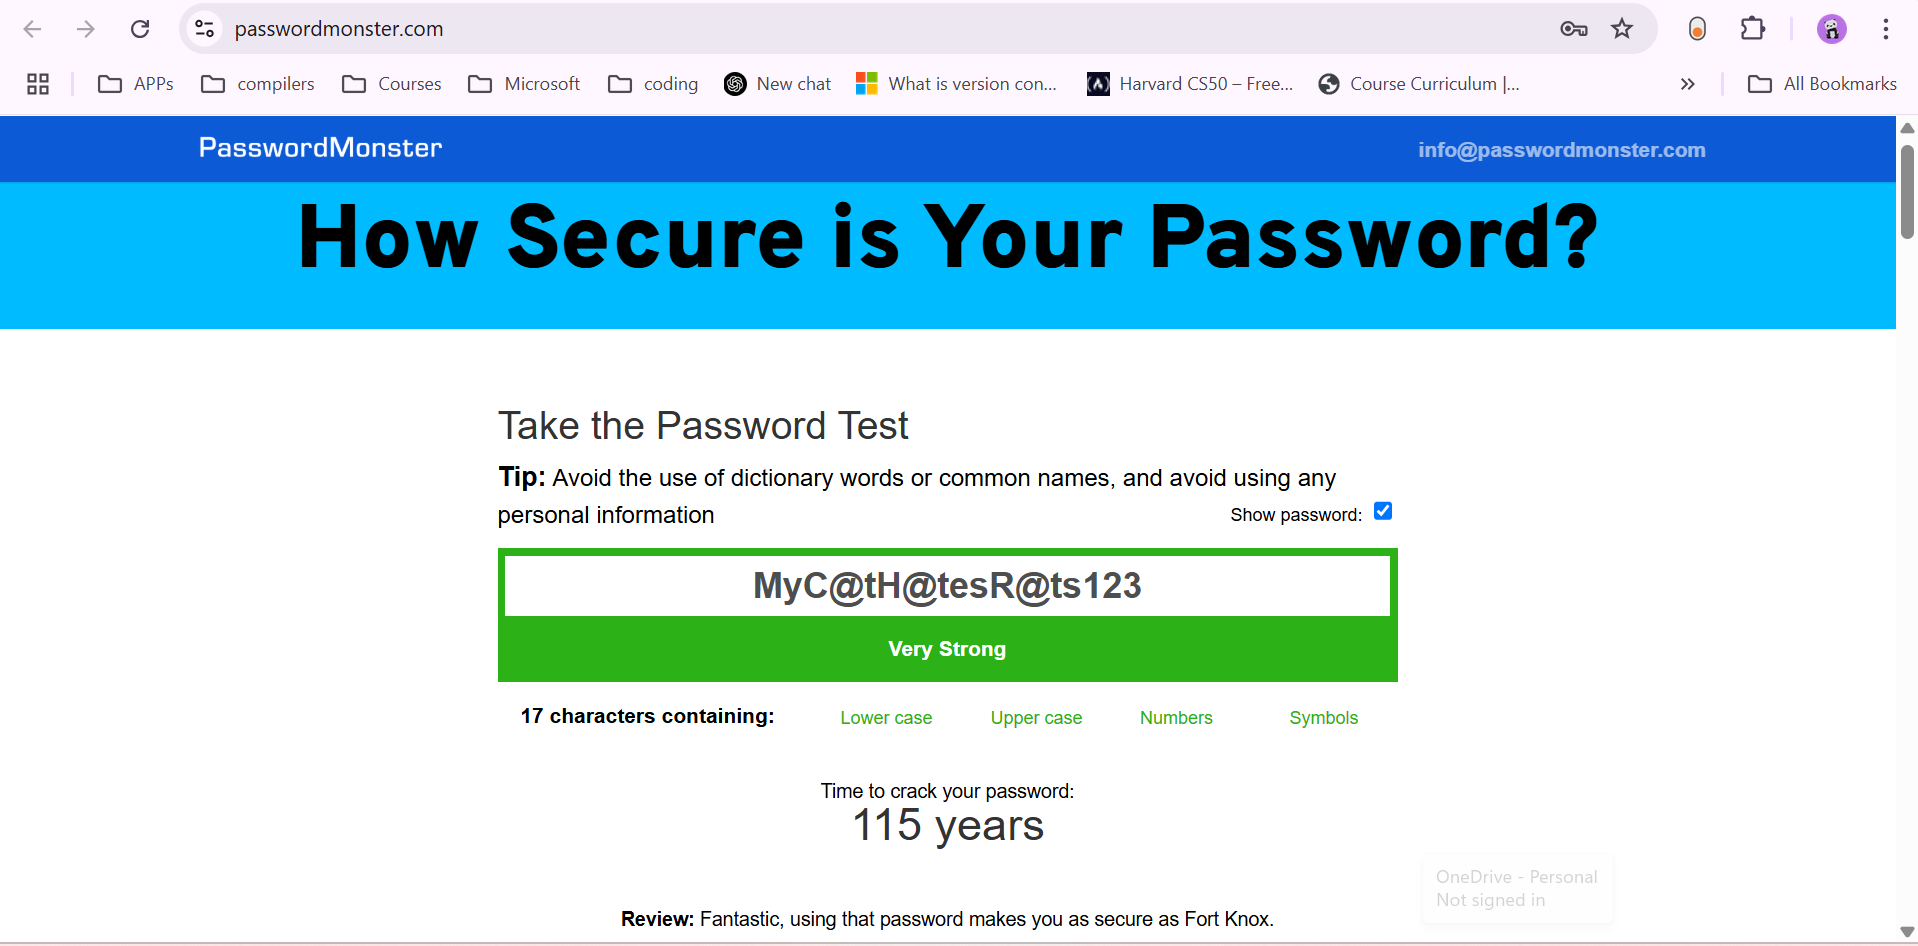 passwordmonster.com
APPs
compilers
Courses
Microsoft
coding
New chat
What is version con...
Harvard CS50 – Free...
Course Curriculum |...
All Bookmarks
PasswordMonster
info@passwordmonster.com
How Secure is Your Password?
Take the Password Test
Tip: Avoid the use of dictionary words or common names, and avoid using any
personal information
Show password:
MyC@tH@tesR@ts123
Very Strong
17 characters containing:
Lower case
Upper case
Numbers
Symbols
Time to crack your password:
115 years
OneDrive - Personal
Not signed in
Review: Fantastic, using that password makes you as secure as Fort Knox.